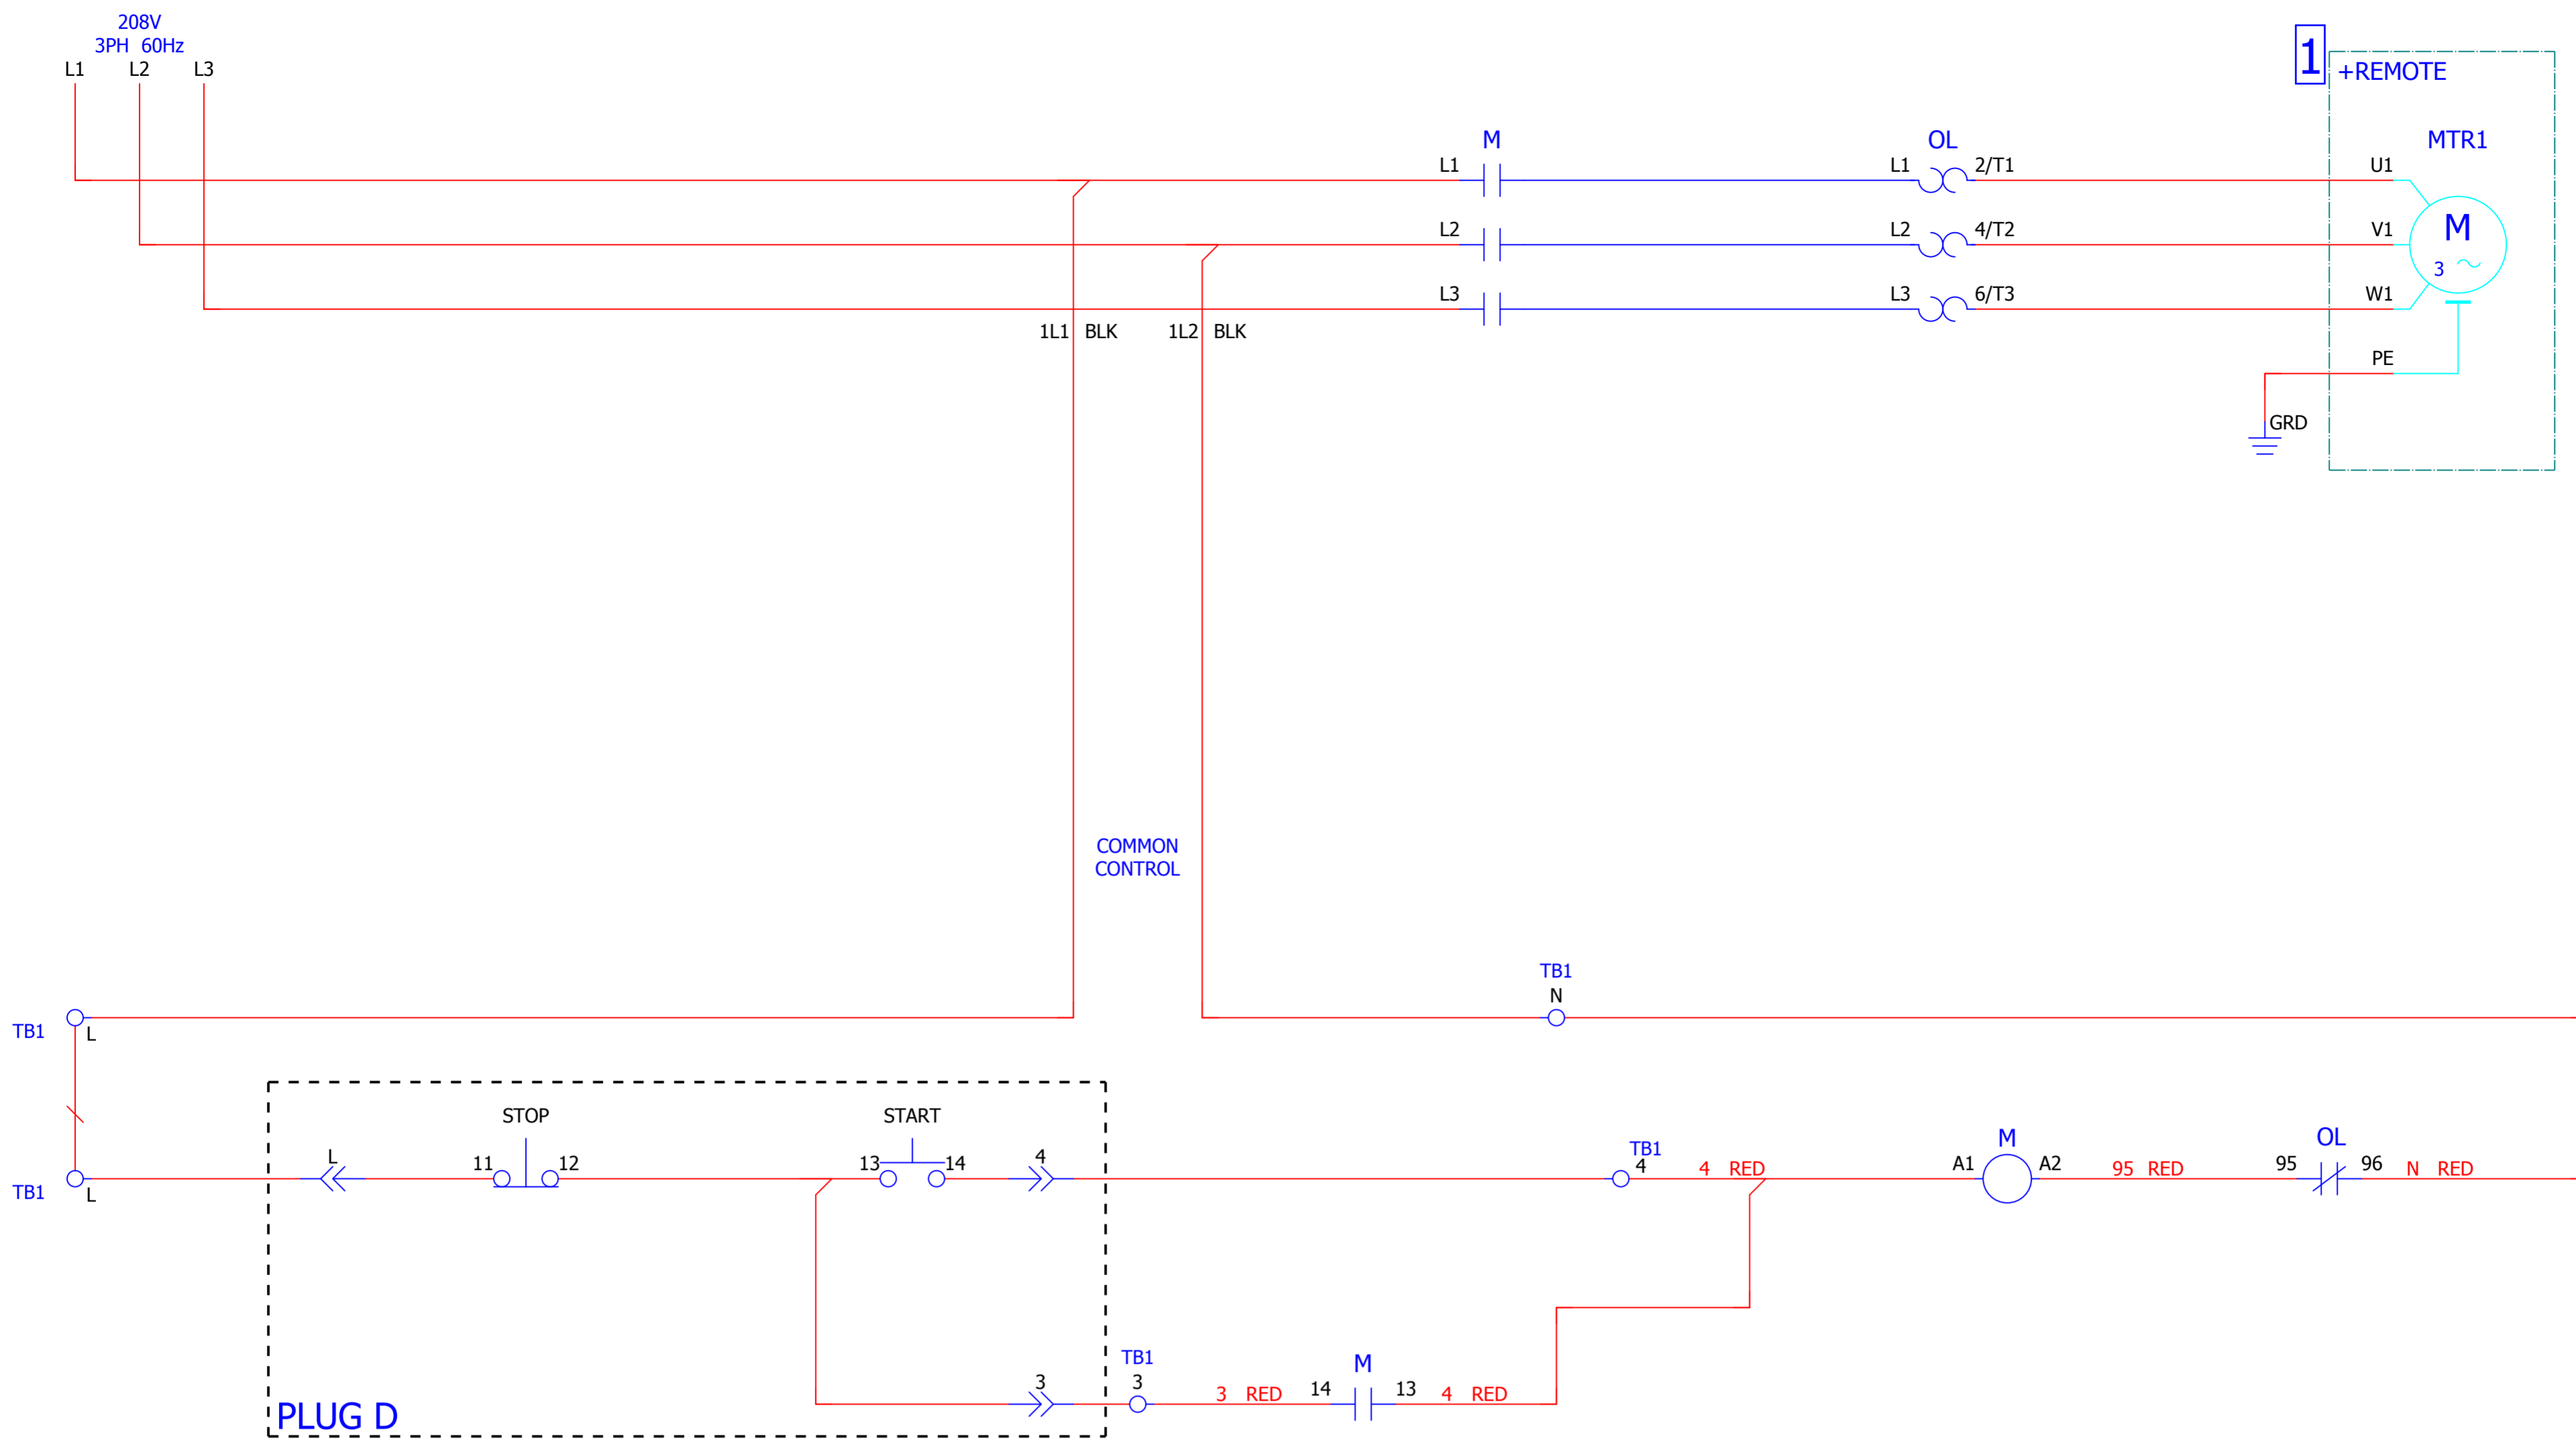 208V
3PH 60Hz
L1 L2 L3
1
+REMOTE
M OL MTR1
L1 L1 2/T1 U1
L2 L2 4/T2 V1
M
3
L3 L3 6/T3 W1
1L1 BLK 1L2 BLK
PE
GRD
COMMON
CONTROL
TB1
N
TB1 L
STOP START
TB1
M OL
L 11 12 13 14 4 4 4 RED A1 A2 95 RED 95 96 N RED
TB1 L
TB1 M
3 3 3 RED 14 13 4 RED
PLUG D